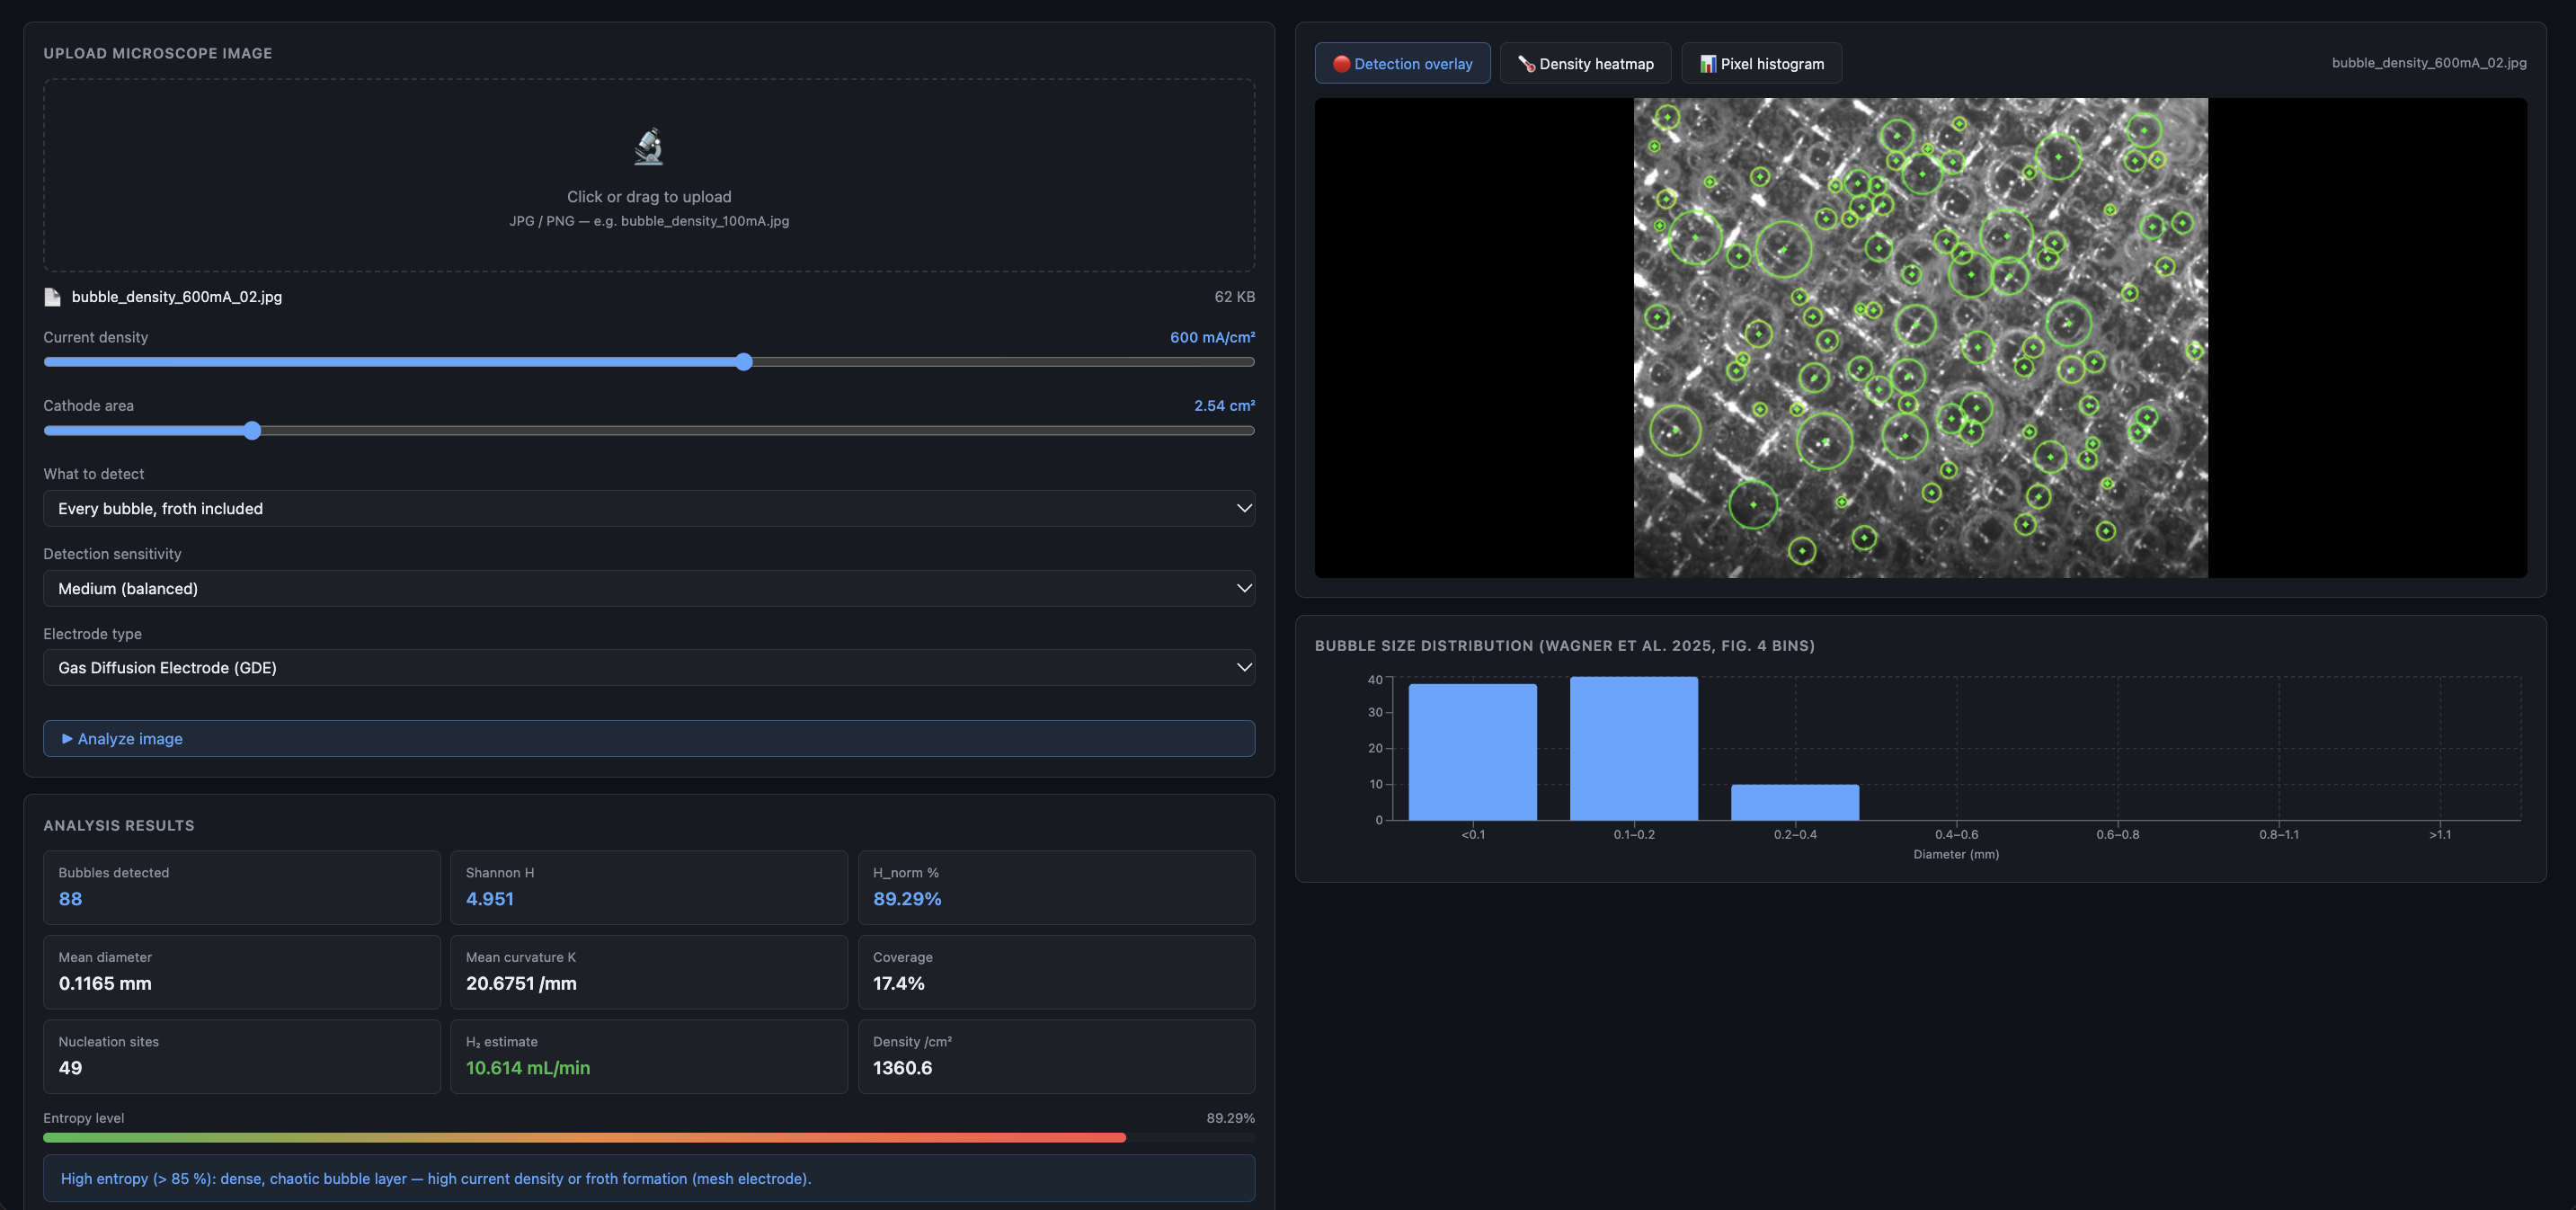 UPLOAD MICROSCOPE IMAGE
Click or drag to upload
JPG / PNG — e.g. bubble_density_100mA.jpg
bubble_density_600mA_02.jpg 62 KB
Current density 600 mA/cm²
Cathode area 2.54 cm²
What to detect
Every bubble, froth included
Detection sensitivity
Medium (balanced)
Electrode type
Gas Diffusion Electrode (GDE)
Analyze image
ANALYSIS RESULTS
Bubbles detected
88
Shannon H
4.951
H_norm %
89.29%
Mean diameter
0.1165 mm
Mean curvature K
20.6751 /mm
Coverage
17.4%
Nucleation sites
49
H₂ estimate
10.614 mL/min
Density /cm²
1360.6
Entropy level 89.29%
High entropy (> 85 %): dense, chaotic bubble layer — high current density or froth formation (mesh electrode).
Detection overlay
Density heatmap
Pixel histogram
bubble_density_600mA_02.jpg
BUBBLE SIZE DISTRIBUTION (WAGNER ET AL. 2025, FIG. 4 BINS)
40
30
20
10
0
<0.1 0.1–0.2 0.2–0.4 0.4–0.6 0.6–0.8 0.8–1.1 >1.1
Diameter (mm)